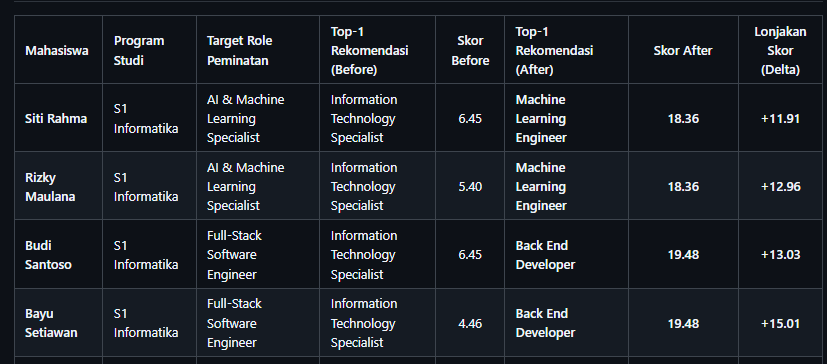 Mahasiswa
Program
Studi
Target Role
Peminatan
Top-1
Rekomendasi
(Before)
Skor
Before
Top-1
Rekomendasi
(After)
Skor After
Lonjakan
Skor
(Delta)
Siti Rahma
S1
Informatika
AI & Machine
Learning
Specialist
Information
Technology
Specialist
6.45
Machine
Learning
Engineer
18.36
+11.91
Rizky
Maulana
S1
Informatika
AI & Machine
Learning
Specialist
Information
Technology
Specialist
5.40
Machine
Learning
Engineer
18.36
+12.96
Budi
Santoso
S1
Informatika
Full-Stack
Software
Engineer
Information
Technology
Specialist
6.45
Back End
Developer
19.48
+13.03
Bayu
Setiawan
S1
Informatika
Full-Stack
Software
Engineer
Information
Technology
Specialist
4.46
Back End
Developer
19.48
+15.01